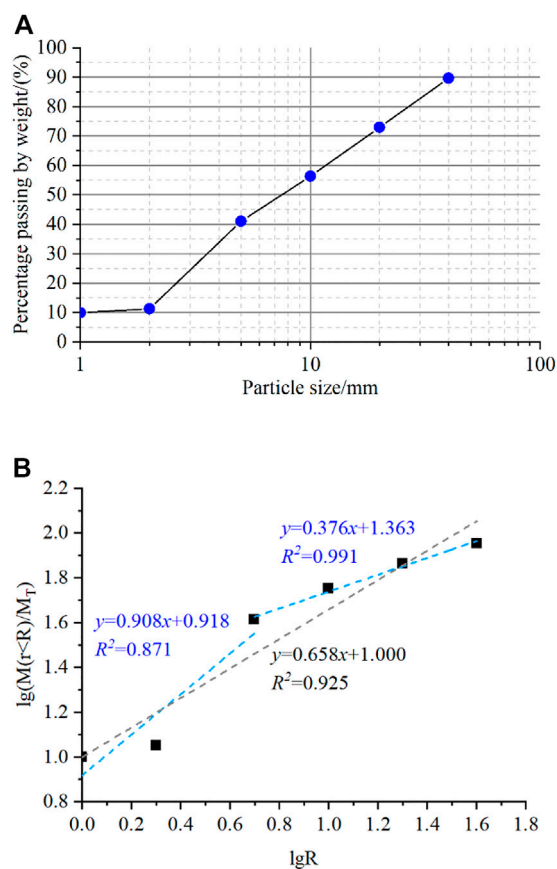 A
Percentage passing by weight/(%)
100
90
80
70
60
50
40
30
20
10
0
1 10 100
Particle size/mm
B
lg(M(r<R)/M_T)
2.2
2.0
1.8
1.6
1.4
1.2
1.0
0.8
y=0.376x+1.363
R²=0.991
y=0.908x+0.918
R²=0.871
y=0.658x+1.000
R²=0.925
0.0 0.2 0.4 0.6 0.8 1.0 1.2 1.4 1.6 1.8
lgR